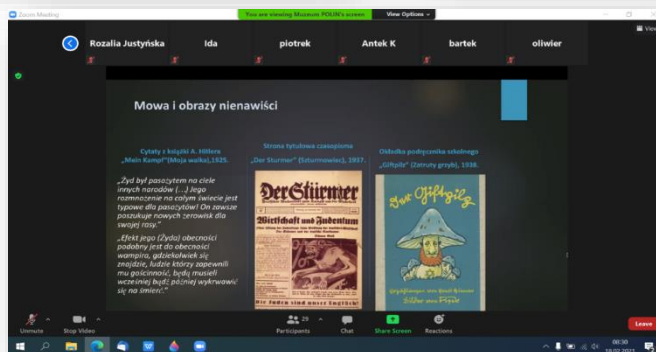 Zoom Meeting
You are viewing Muzeum POLIN's screen
View Options
View
Rozalia Justyńska
Ida
piotrek
Antek K
bartek
oliwier
Mowa i obrazy nienawiści
Cytaty z książki A. Hitlera
„Mein Kampf"(Moja walka),1925.
„Żyd był pasożytem na ciele
innych narodów (...) Jego
rozmnożenie na całym świecie jest
typowe dla pasożytów! On zawsze
poszukuje nowych żerowisk dla
swojej rasy."
„Efekt jego (Żyda) obecności
podobny jest do obecności
wampira, gdziekolwiek się
znajdzie, ludzie którzy zapewnili
mu gościnność, będą musieli
wcześniej bądź później wykrwawić
się na śmierć."
Strona tytułowa czasopisma
„Der Sturmer" (Szturmowiec), 1937.
Der Stürmer
Wirtschaft und Judentum
Die Juden sind unser Unglück!
Okładka podręcznika szkolnego
„Giftpilz" (Zatruty grzyb), 1938.
Der Giftpilz
Unmute
Stop Video
Participants
29
Chat
Share Screen
Reactions
Leave
08:30